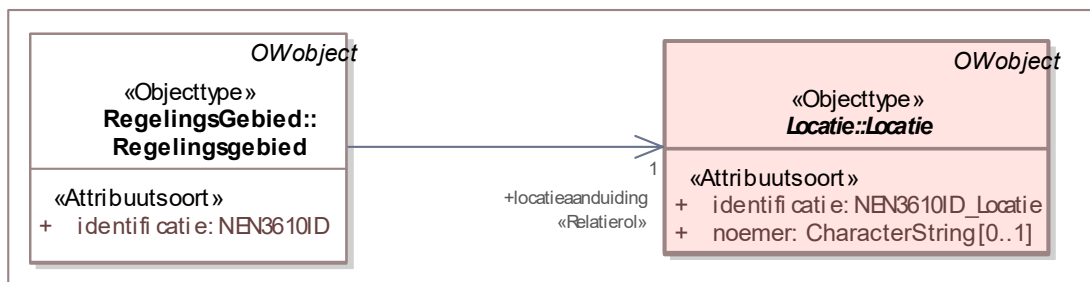 OWobject
«Objecttype»
RegelingsGebied::
Regelingsgebied
«Attribuutsoort»
+ identificatie: NEN3610ID
1
+locatieaanduiding
«Relatierol»
OWobject
«Objecttype»
Locatie::Locatie
«Attribuutsoort»
+ identificatie: NEN3610ID_Locatie
+ noemer: CharacterString [0..1]